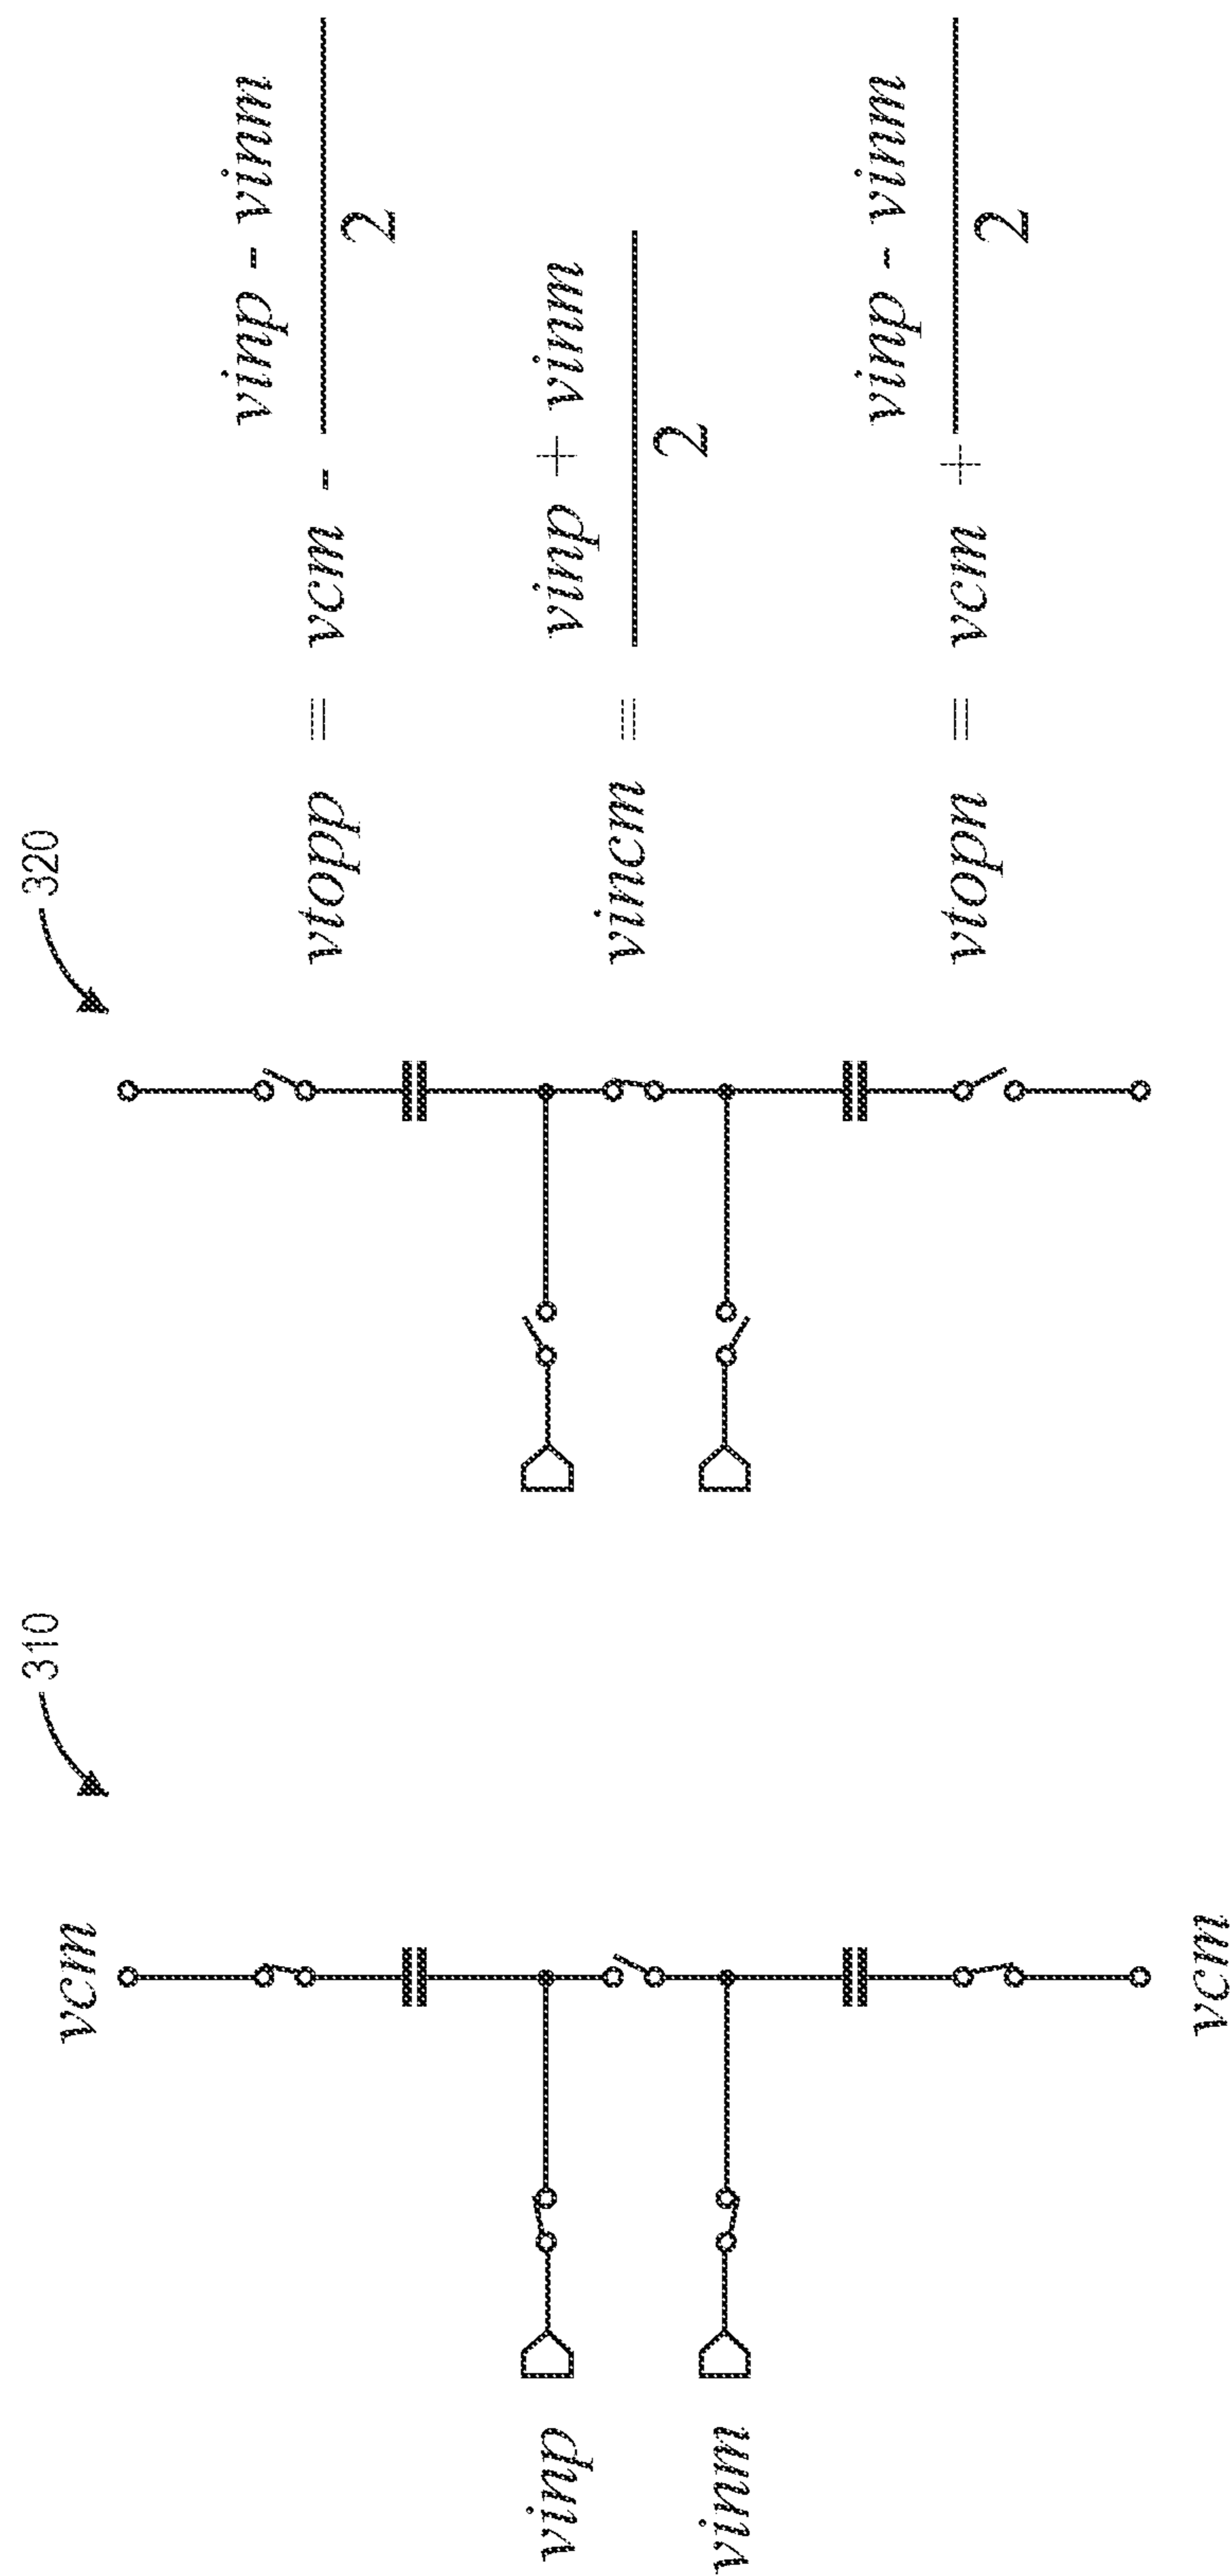 310
320
vcm
vinp - vinm
vtopp = vcm -
2
vinp
vinp + vinm
vincm =
2
vinm
vinp - vinm
vtopn = vcm +
2
vcm